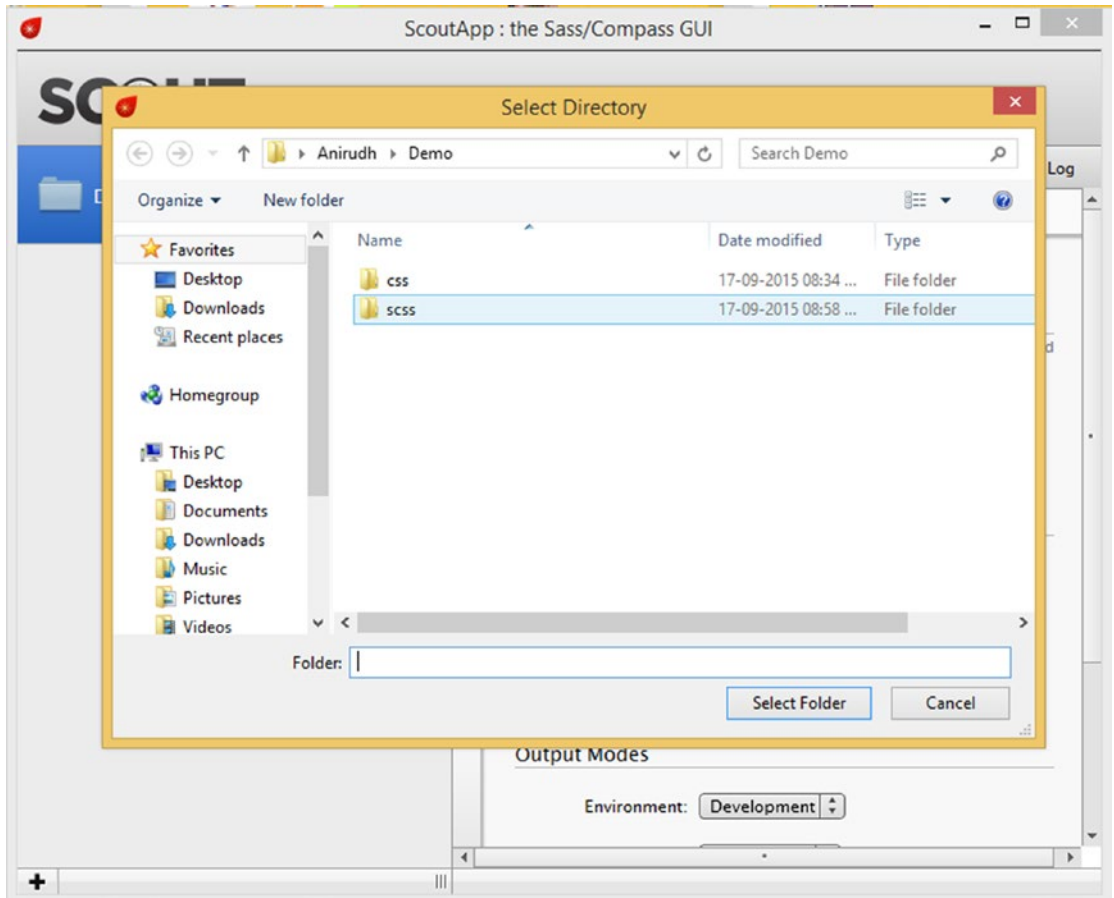 ScoutApp : the Sass/Compass GUI
Select Directory
Anirudh Demo
Search Demo
Log
Organize New folder
Name Date modified Type
Favorites
Desktop
Downloads
Recent places
Homegroup
This PC
Desktop
Documents
Downloads
Music
Pictures
Videos
css 17-09-2015 08:34 ... File folder
scss 17-09-2015 08:58 ... File folder
Folder:
Select Folder Cancel
Output Modes
Environment: Development